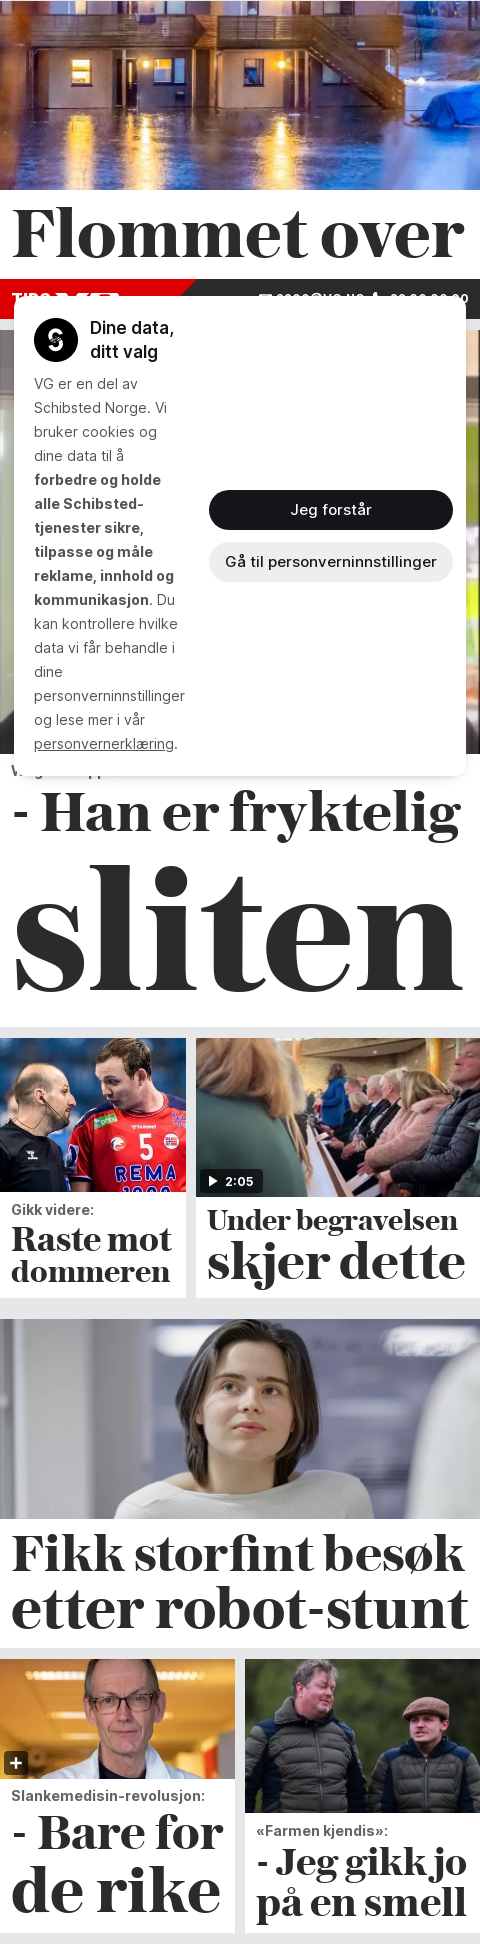 Flommet over
Dine data,
ditt valg
VG er en del av
Schibsted Norge. Vi
bruker cookies og
dine data til å
forbedre og holde
alle Schibsted-
tjenester sikre,
tilpasse og måle
reklame, innhold og
kommunikasjon. Du
kan kontrollere hvilke
data vi får behandle i
dine
personverninnstillinger
og lese mer i vår
personvernerklæring.
Jeg forstår
Gå til personverninnstillinger
- Han er fryktelig
sliten
5
REMA
2:05
Gikk videre:
Raste mot
dommeren
Under begravelsen
skjer dette
Fikk storfint besøk
etter robot-stunt
Slankemedisin-revolusjon:
- Bare for
de rike
«Farmen kjendis»:
- Jeg gikk jo
på en smell